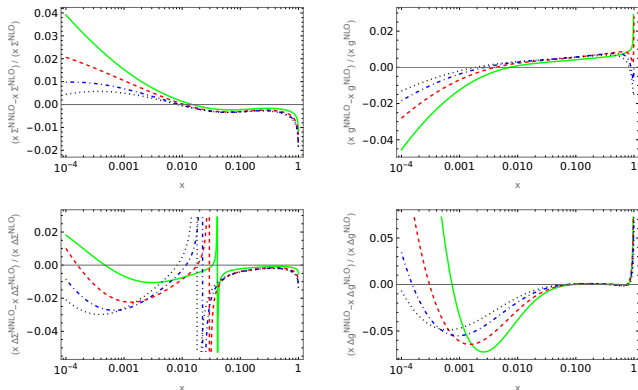 (x Σ^NNLO−x Σ^NLO) / (x Σ^NLO)
0.04
0.03
0.02
0.01
0.00
−0.01
−0.02
10^−4 0.001 0.010 0.100 1
x
(x g^NNLO−x g^NLO) / (x g^NLO)
0.02
0.00
−0.02
−0.04
10^−4 0.001 0.010 0.100 1
x
(x ΔΣ^NNLO−x ΔΣ^NLO) / (x ΔΣ^NLO)
0.02
0.00
−0.02
−0.04
10^−4 0.001 0.010 0.100 1
x
(x Δg^NNLO−x Δg^NLO) / (x Δg^NLO)
0.05
0.00
−0.05
10^−4 0.001 0.010 0.100 1
x